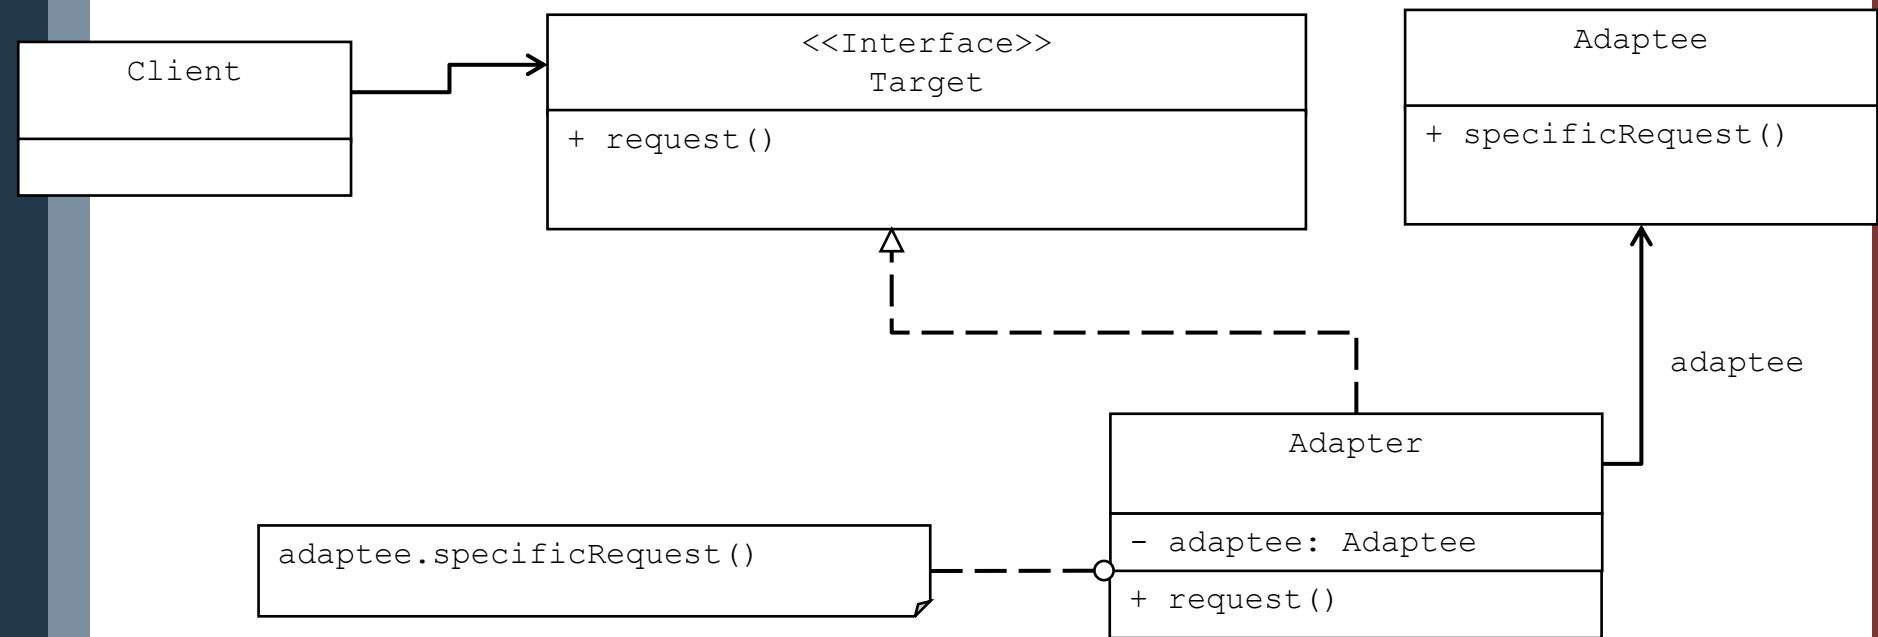 Client
<<Interface>>
Target
+ request()
Adaptee
+ specificRequest()
adaptee
Adapter
- adaptee: Adaptee
+ request()
adaptee.specificRequest()